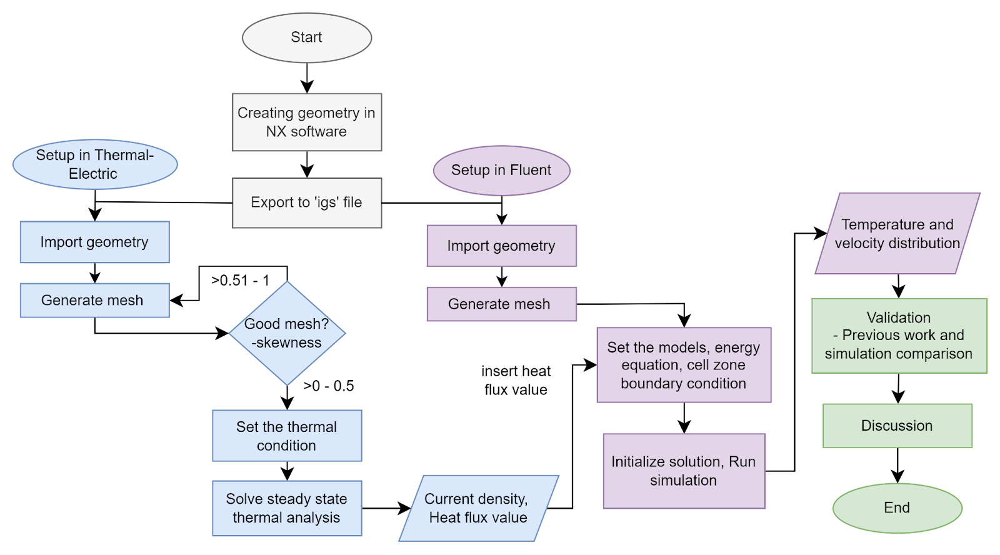 Start
Creating geometry in
NX software
Export to 'igs' file
Setup in Thermal-
Electric
Import geometry
Generate mesh
>0.51 - 1
Good mesh?
-skewness
>0 - 0.5
Set the thermal
condition
Solve steady state
thermal analysis
Current density,
Heat flux value
insert heat
flux value
Setup in Fluent
Import geometry
Generate mesh
Set the models, energy
equation, cell zone
boundary condition
Initialize solution, Run
simulation
Temperature and
velocity distribution
Validation
- Previous work and
simulation comparison
Discussion
End